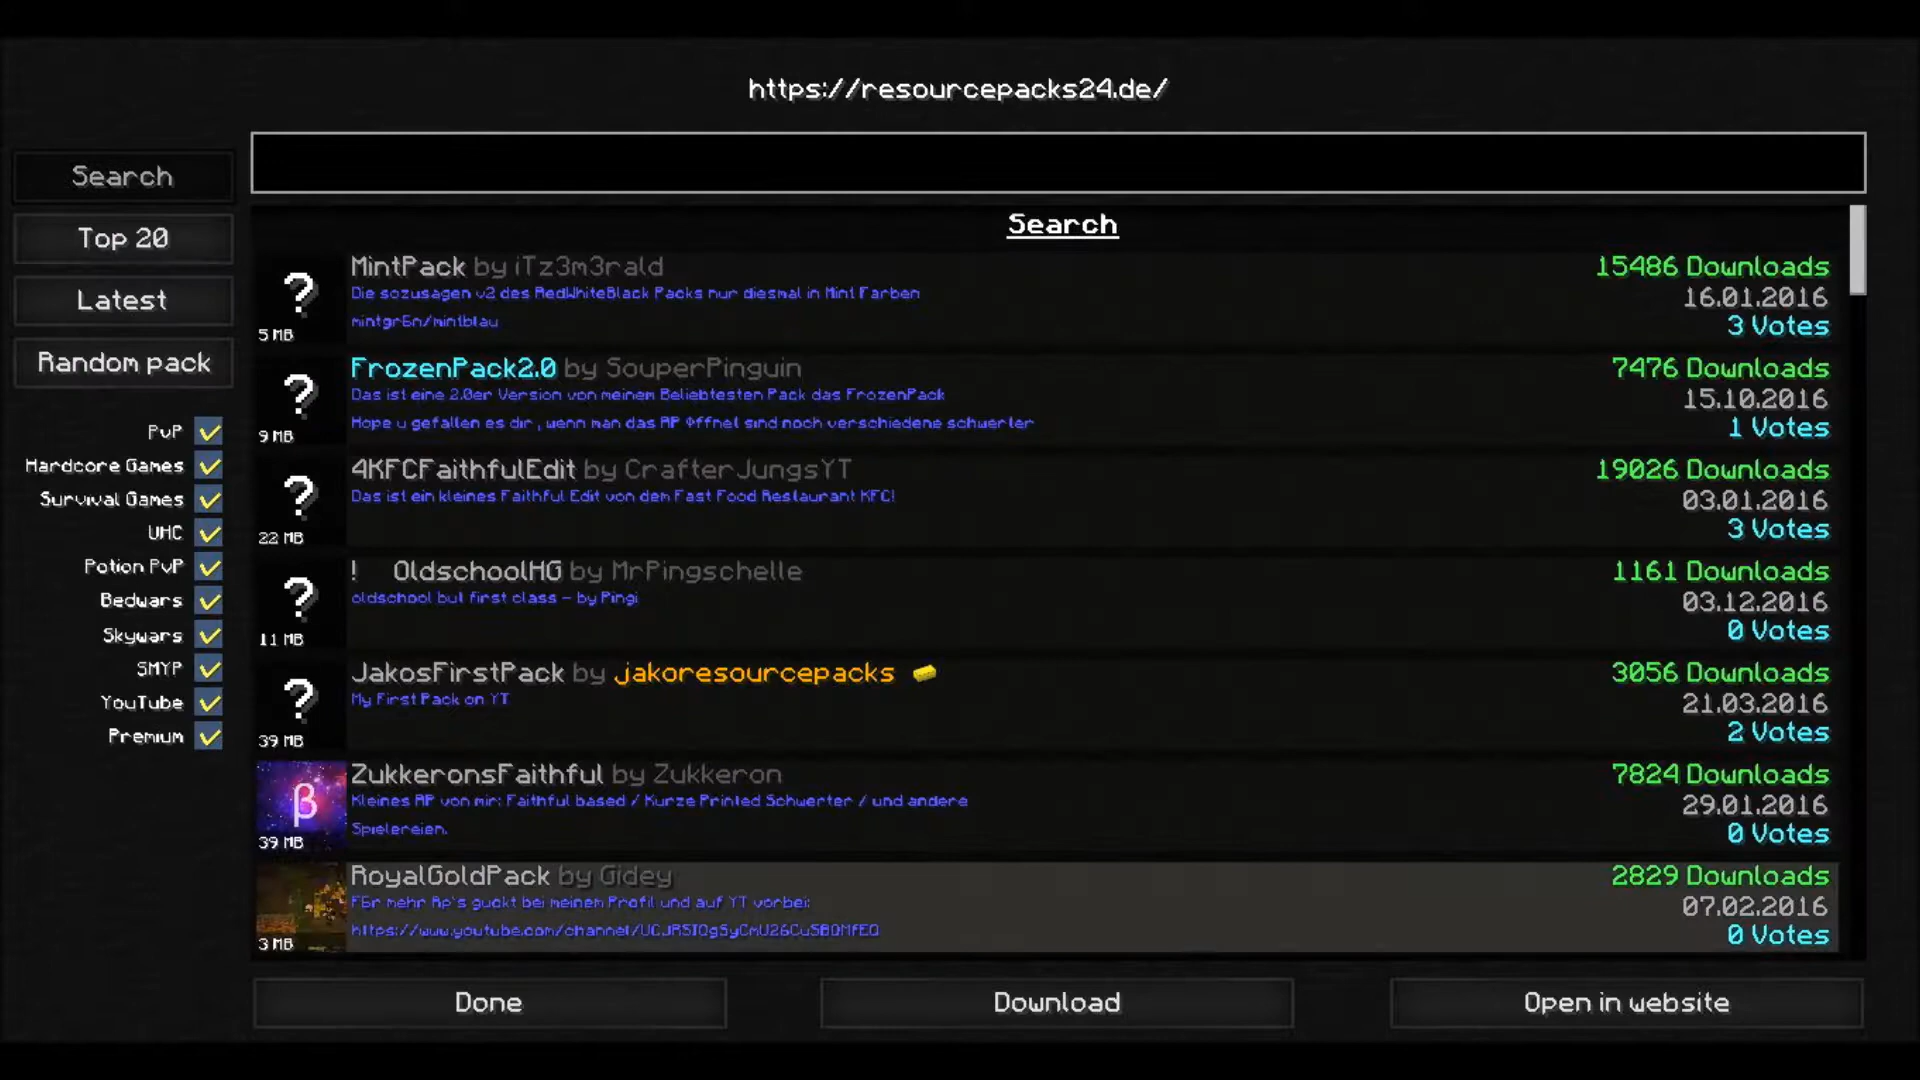 https://resourcepacks24.de/
Search
Top 20
Latest
Random pack
PvP
Hardcore Games
Survival Games
UHC
Potion PvP
Bedwars
Skywars
SMYP
YouTube
Premium
Search
MintPack by iTz3m3rald
15486 Downloads
Die sozusagen v2 des RedWhiteBlack Packs nur diesmal in Mint Farben
16.01.2016
mintgrEn/mintblau
5 MB
3 Votes
FrozenPack2.0 by SouperPinguin
7476 Downloads
Das ist eine 2.0er Version von meinem Beliebtesten Pack das FrozenPack
15.10.2016
Hope u gefallen es dir , wenn man das RP öffnet sind noch verschiedene schwerter
9 MB
1 Votes
4KFCFaithfulEdit by CrafterJungsYT
19026 Downloads
Das ist ein kleines Faithful Edit von dem Fast Food Restaurant KFC!
03.01.2016
22 MB
3 Votes
! OldschoolHG by MrPingschelle
1161 Downloads
oldschool but first class - by Pingi
03.12.2016
11 MB
0 Votes
JakosFirstPack by jakoresourcepacks
3056 Downloads
My First Pack on YT
21.03.2016
39 MB
2 Votes
β
ZukkeronsFaithful by Zukkeron
7824 Downloads
Kleines RP von mir: Faithful based / Kurze Printed Schwerter / und andere
29.01.2016
Spielereien.
39 MB
0 Votes
RoyalGoldPack by Gidey
2829 Downloads
FEr mehr Rp's guckt bei meinem Profil und auf YT vorbei:
07.02.2016
3 MB
0 Votes
Done
Download
Open in website